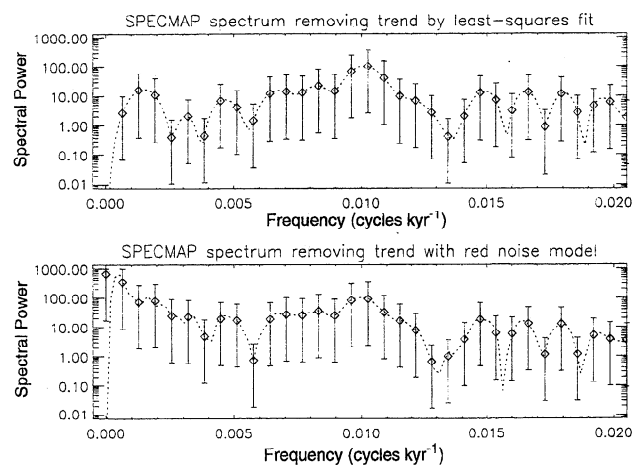 SPECMAP spectrum removing trend by least-squares fit
1000.00
100.00
10.00
1.00
0.10
0.01
Spectral Power
0.000 0.005 0.010 0.015 0.020
Frequency (cycles kyr-1)
SPECMAP spectrum removing trend with red noise model
1000.00
100.00
10.00
1.00
0.10
0.01
Spectral Power
0.000 0.005 0.010 0.015 0.020
Frequency (cycles kyr-1)